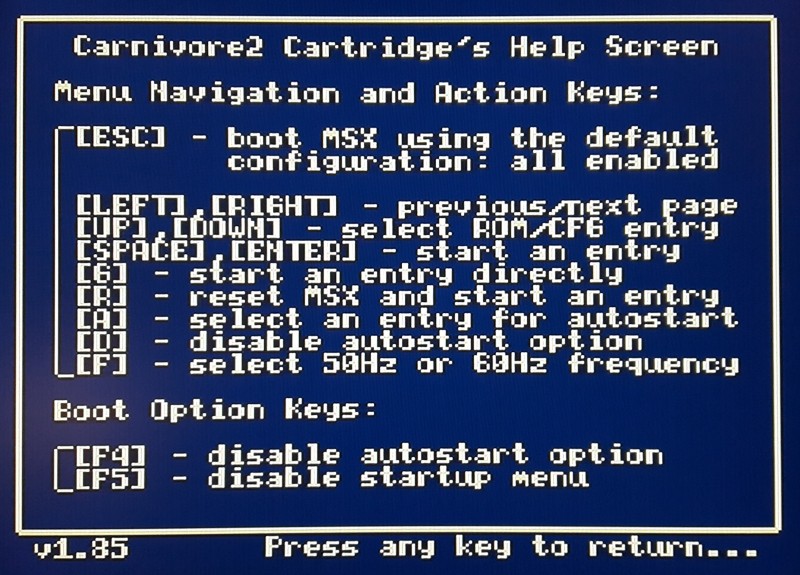 Carnivore2 Cartridge's Help Screen
Menu Navigation and Action Keys:
[ESC] - boot MSX using the default
configuration: all enabled
[LEFT],[RIGHT] - previous/next page
[UP],[DOWN] - select ROM/CFG entry
[SPACE],[ENTER] - start an entry
[G] - start an entry directly
[R] - reset MSX and start an entry
[A] - select an entry for autostart
[D] - disable autostart option
[F] - select 50Hz or 60Hz frequency
Boot Option Keys:
[F4] - disable autostart option
[F5] - disable startup menu
v1.85 Press any key to return...